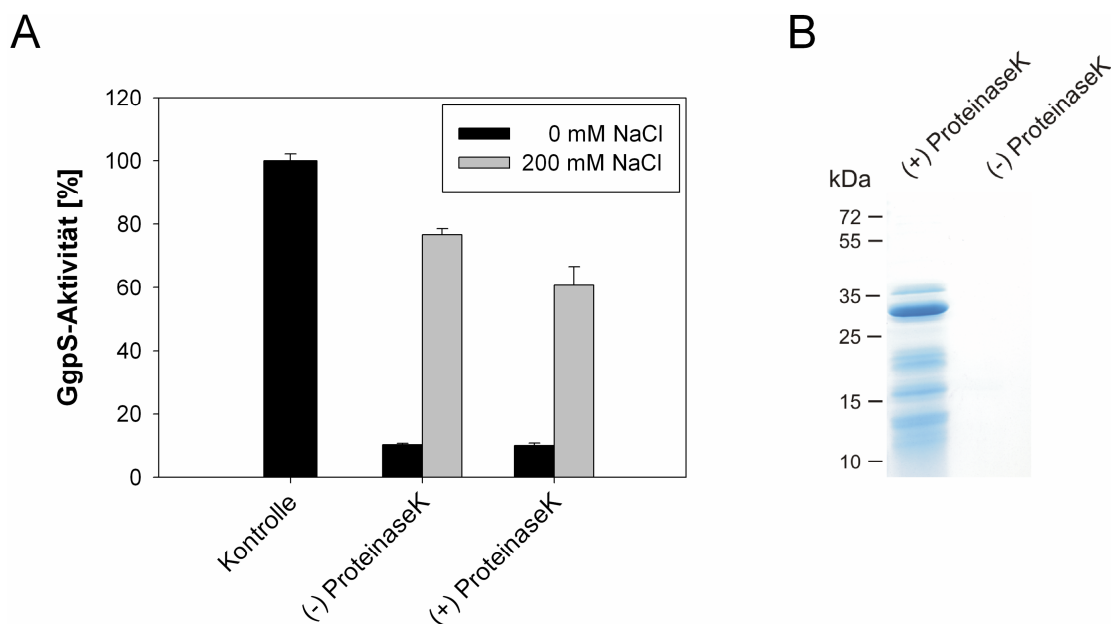 A
120
100
80
60
40
20
0
GgpS-Aktivität [%]
0 mM NaCl
200 mM NaCl
Kontrolle
(-) ProteinaseK
(+) ProteinaseK
B
(+) ProteinaseK
(-) ProteinaseK
kDa
72
55
35
25
15
10